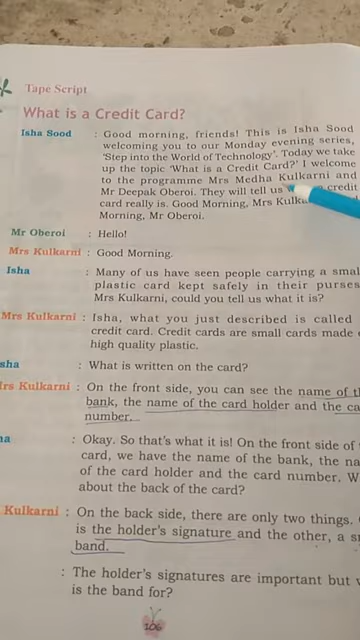 Tape Script
What is a Credit Card?
Isha Sood : Good morning, friends! This is Isha Sood
welcoming you to our Monday evening series,
'Step into the World of Technology'. Today we take
up the topic 'What is a Credit Card?' I welcome
to the programme Mrs Medha Kulkarni and
Mr Deepak Oberoi. They will tell us credit
card really is. Good Morning, Mrs Kulka
Morning, Mr Oberoi.
Mr Oberoi : Hello!
Mrs Kulkarni : Good Morning.
Isha : Many of us have seen people carrying a smal
plastic card kept safely in their purses
Mrs Kulkarni, could you tell us what it is?
Mrs Kulkarni : Isha, what you just described is called
credit card. Credit cards are small cards made
high quality plastic.
sha : What is written on the card?
rs Kulkarni : On the front side, you can see the name of th
bank, the name of the card holder and the ca
number.
na : Okay. So that's what it is! On the front side of
card, we have the name of the bank, the na
of the card holder and the card number. W
about the back of the card?
Kulkarni : On the back side, there are only two things.
is the holder's signature and the other, a sm
band.
: The holder's signatures are important but
is the band for?
106